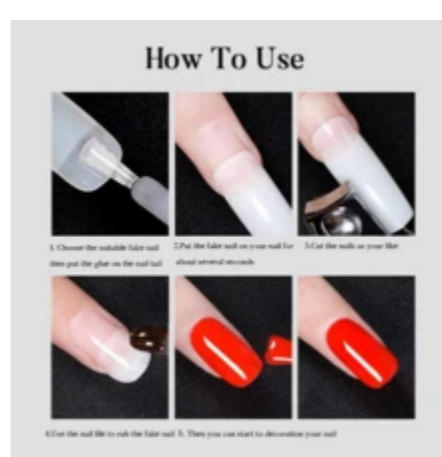 How To Use
1. Choose the suitable fake nail
then put the glue on the nail tail
2.Put the fake nail on your nail for
about several seconds
3.Cut the nails as your like
4.Use the nail file to rub the fake nail
5. Then you can start to decoration your nail